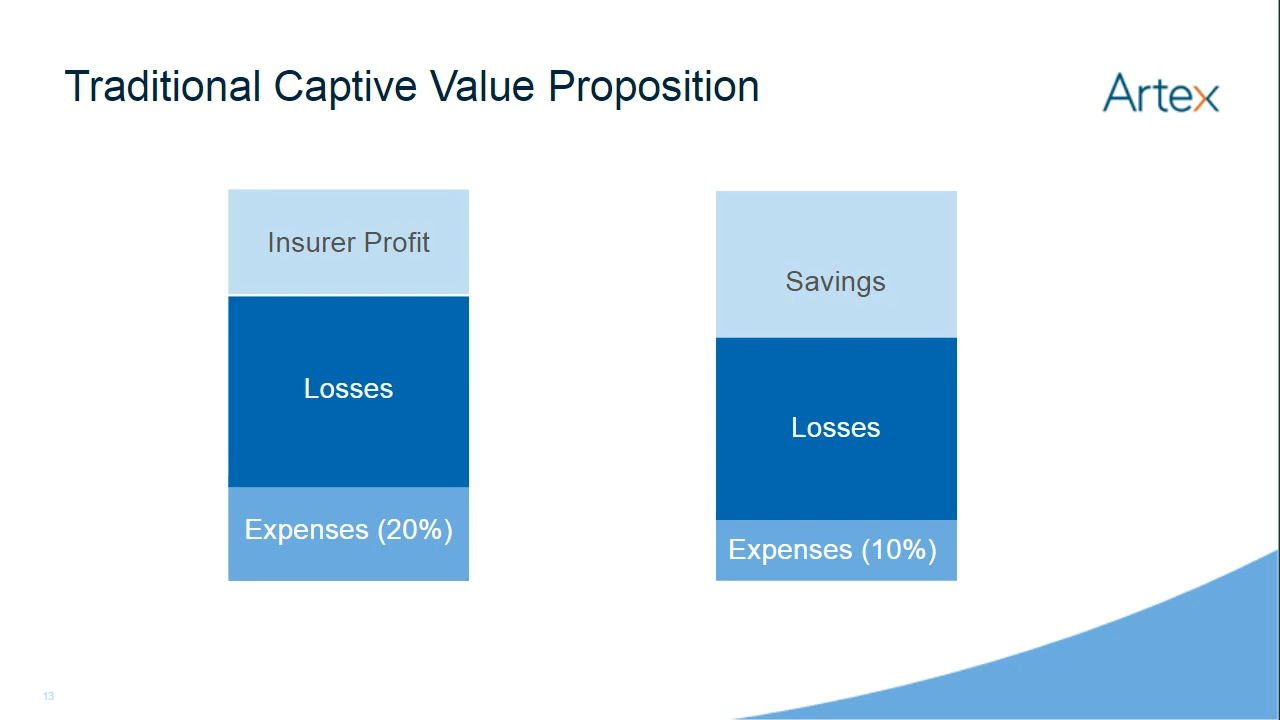 Traditional Captive Value Proposition
Artex
Insurer Profit
Losses
Expenses (20%)
Savings
Losses
Expenses (10%)
13